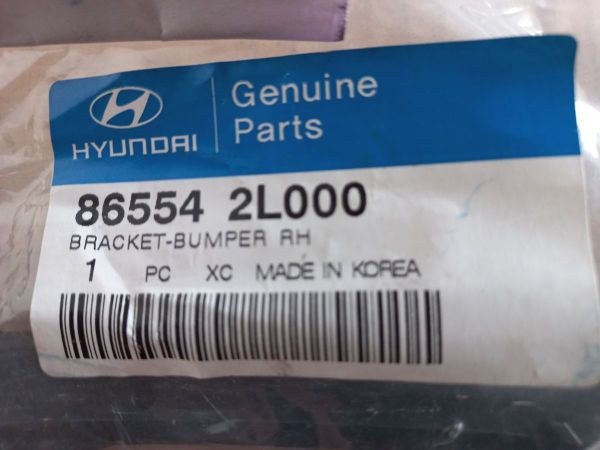 HYUNDAI
Genuine
Parts
86554 2L000
BRACKET-BUMPER RH
1 PC XC MADE IN KOREA